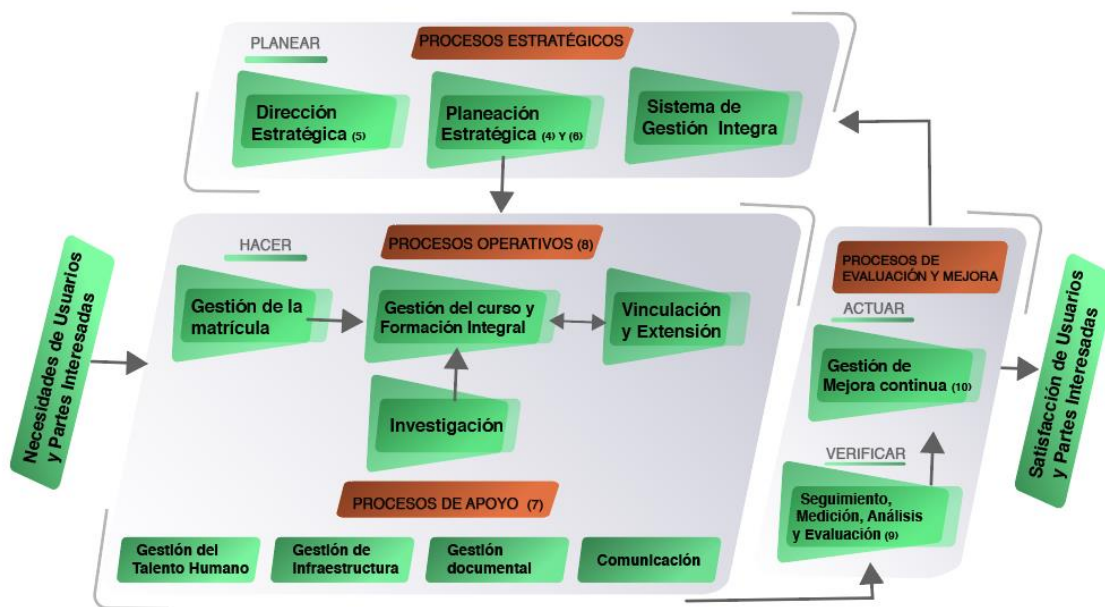 PLANEAR
PROCESOS ESTRATÉGICOS
Dirección
Estratégica (5)
Planeación
Estratégica (4) Y (6)
Sistema de
Gestión Integra
HACER
PROCESOS OPERATIVOS (8)
Gestión de la
matrícula
Gestión del curso y
Formación Integral
Vinculación
y Extensión
Investigación
PROCESOS DE APOYO (7)
Gestión del
Talento Humano
Gestión de
Infraestructura
Gestión
documental
Comunicación
Necesidades de Usuarios
y Partes Interesadas
PROCESOS DE
EVALUACIÓN Y MEJORA
ACTUAR
Gestión de
Mejora continua (10)
VERIFICAR
Seguimiento,
Medición, Análisis
y Evaluación (9)
Satisfacción de Usuarios
y Partes Interesadas